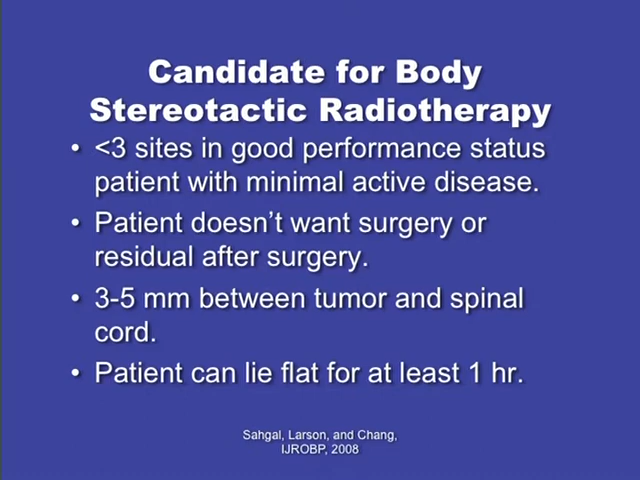 Candidate for Body
Stereotactic Radiotherapy
• <3 sites in good performance status
patient with minimal active disease.
• Patient doesn't want surgery or
residual after surgery.
• 3-5 mm between tumor and spinal
cord.
• Patient can lie flat for at least 1 hr.
Sahgal, Larson, and Chang,
IJROBP, 2008